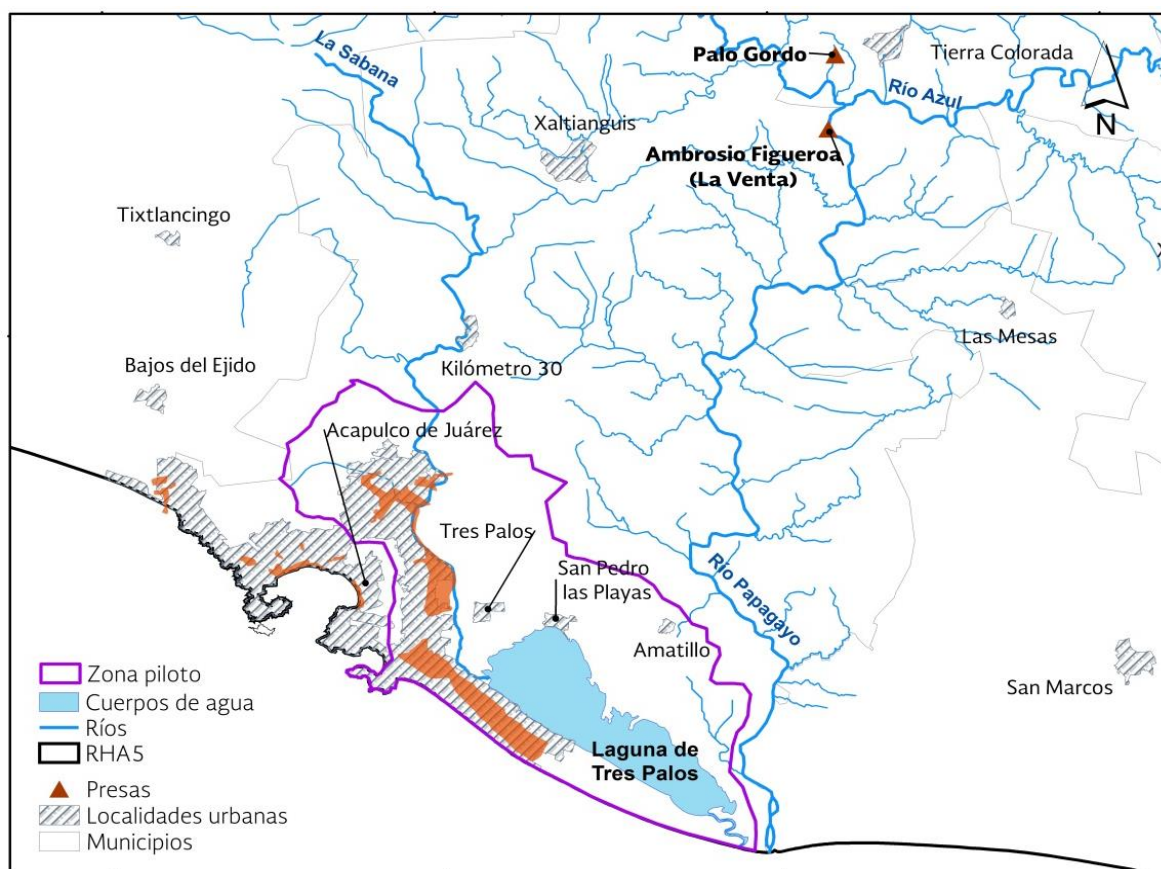 La Sabana
Palo Gordo
Tierra Colorada
Río Azul
N
Xaltianguis
Ambrosio Figueroa
(La Venta)
Tixtlancingo
Las Mesas
Bajos del Ejido
Kilómetro 30
Acapulco de Juárez
Tres Palos
San Pedro
las Playas
Río Papagayo
Amatillo
San Marcos
Laguna de
Tres Palos
Zona piloto
Cuerpos de agua
Ríos
RHA5
Presas
Localidades urbanas
Municipios